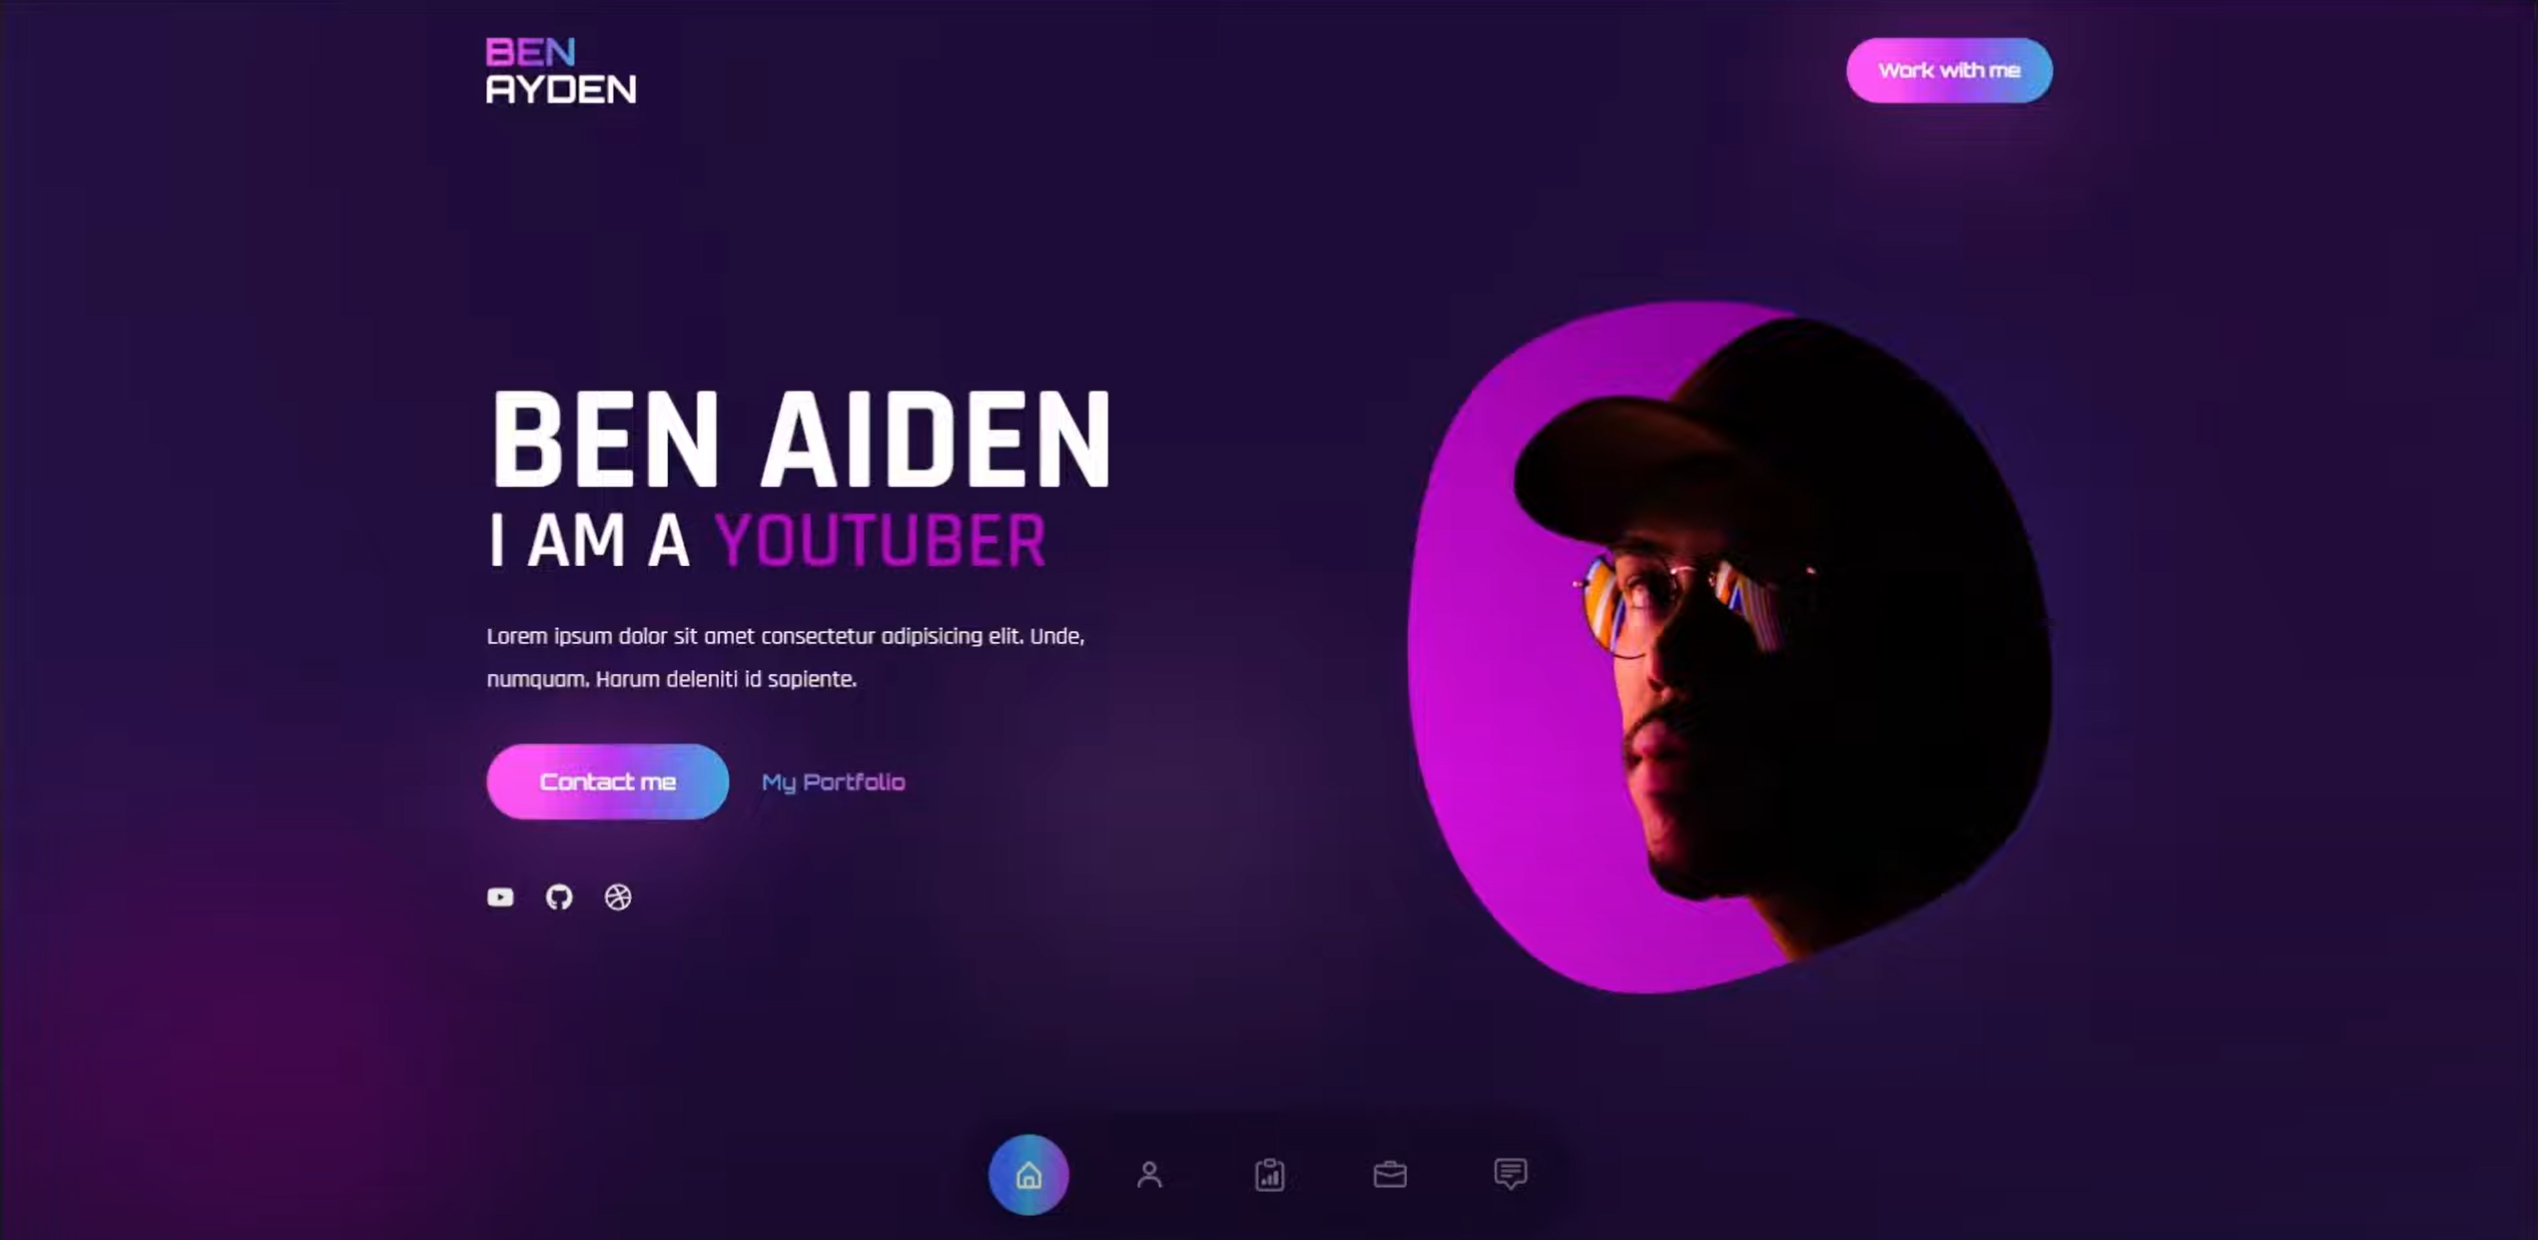 BEN
AYDEN
Work with me
BEN AIDEN
I AM A YOUTUBER
Lorem ipsum dolor sit amet consectetur adipisicing elit. Unde,
numquam. Harum deleniti id sapiente.
Contact me
My Portfolio